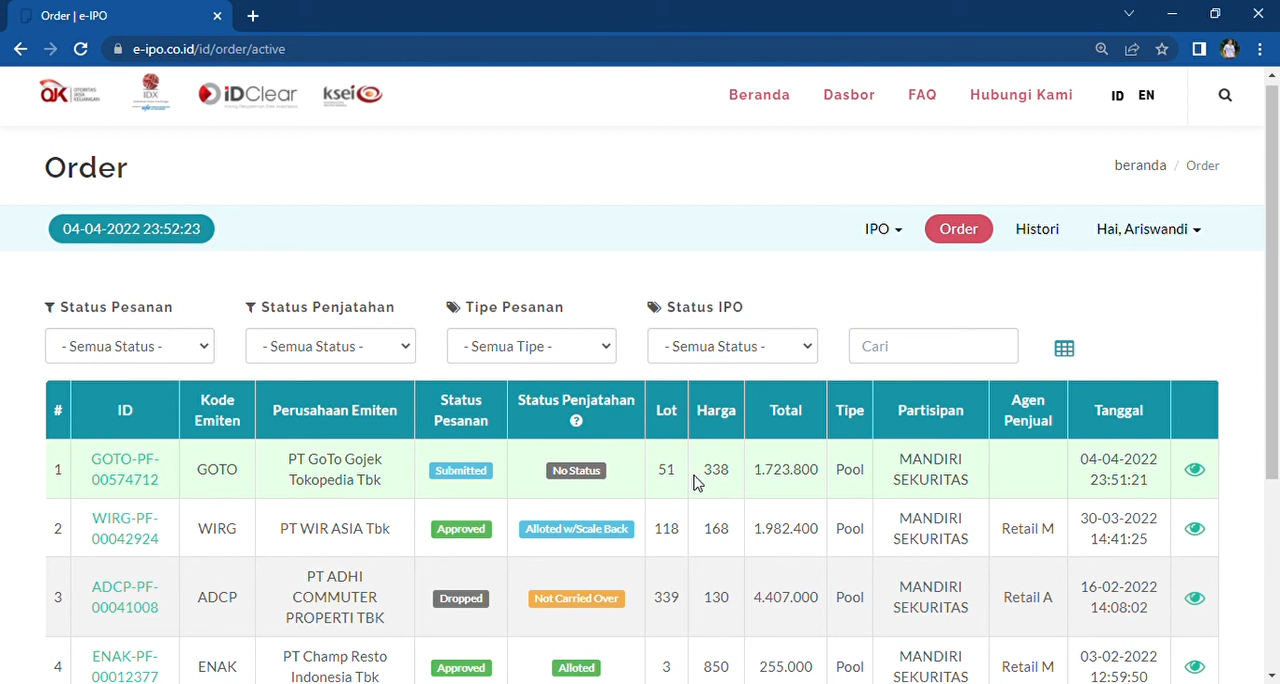 Order | e-IPO
e-ipo.co.id/id/order/active
OJK OTORITAS JASA KEUANGAN
IDX
iDClear
ksei
Beranda Dasbor FAQ Hubungi Kami ID EN
Order
beranda / Order
04-04-2022 23:52:23
IPO Order Histori Hai, Ariswandi
Status Pesanan Status Penjatahan Tipe Pesanan Status IPO
- Semua Status - - Semua Status - - Semua Tipe - - Semua Status - Cari
# ID Kode Emiten Perusahaan Emiten Status Pesanan Status Penjatahan Lot Harga Total Tipe Partisipan Agen Penjual Tanggal
1 GOTO-PF-00574712 GOTO PT GoTo Gojek Tokopedia Tbk Submitted No Status 51 338 1.723.800 Pool MANDIRI SEKURITAS 04-04-2022 23:51:21
2 WIRG-PF-00042924 WIRG PT WIR ASIA Tbk Approved Alloted w/Scale Back 118 168 1.982.400 Pool MANDIRI SEKURITAS Retail M 30-03-2022 14:41:25
3 ADCP-PF-00041008 ADCP PT ADHI COMMUTER PROPERTI TBK Dropped Not Carried Over 339 130 4.407.000 Pool MANDIRI SEKURITAS Retail A 16-02-2022 14:08:02
4 ENAK-PF-00012377 ENAK PT Champ Resto Indonesia Tbk Approved Alloted 3 850 255.000 Pool MANDIRI SEKURITAS Retail M 03-02-2022 12:59:50